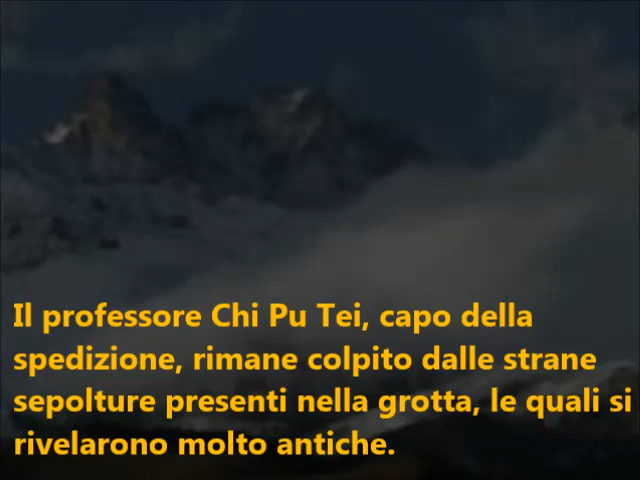 Il professore Chi Pu Tei, capo della
spedizione, rimane colpito dalle strane
sepolture presenti nella grotta, le quali si
rivelarono molto antiche.